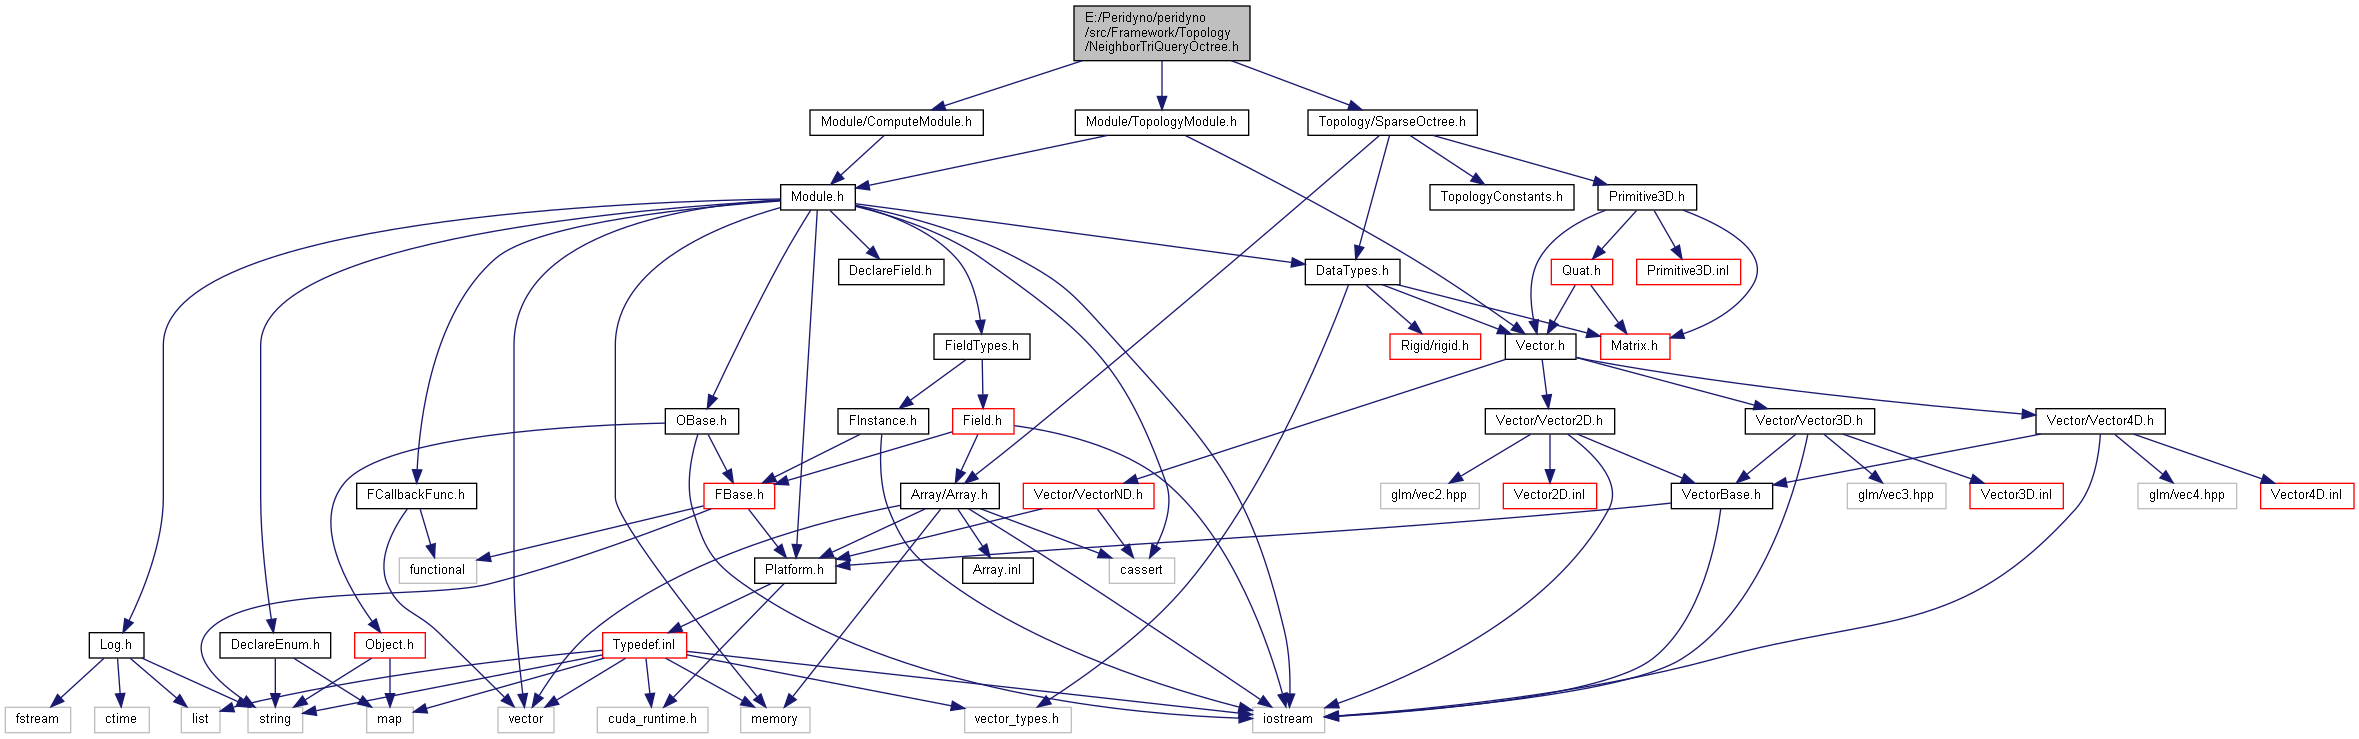 E:/Peridyno/peridyno
/src/Framework/Topology
/NeighborTriQueryOctree.h
Module/ComputeModule.h
Module/TopologyModule.h
Topology/SparseOctree.h
Module.h
TopologyConstants.h
Primitive3D.h
DeclareField.h
DataTypes.h
Quat.h
Primitive3D.inl
FieldTypes.h
Rigid/rigid.h
Vector.h
Matrix.h
OBase.h
FInstance.h
Field.h
Vector/Vector2D.h
Vector/Vector3D.h
Vector/Vector4D.h
FCallbackFunc.h
FBase.h
Array/Array.h
Vector/VectorND.h
glm/vec2.hpp
Vector2D.inl
VectorBase.h
glm/vec3.hpp
Vector3D.inl
glm/vec4.hpp
Vector4D.inl
functional
Platform.h
Array.inl
cassert
Log.h
DeclareEnum.h
Object.h
Typedef.inl
fstream
ctime
list
string
map
vector
cuda_runtime.h
memory
vector_types.h
iostream